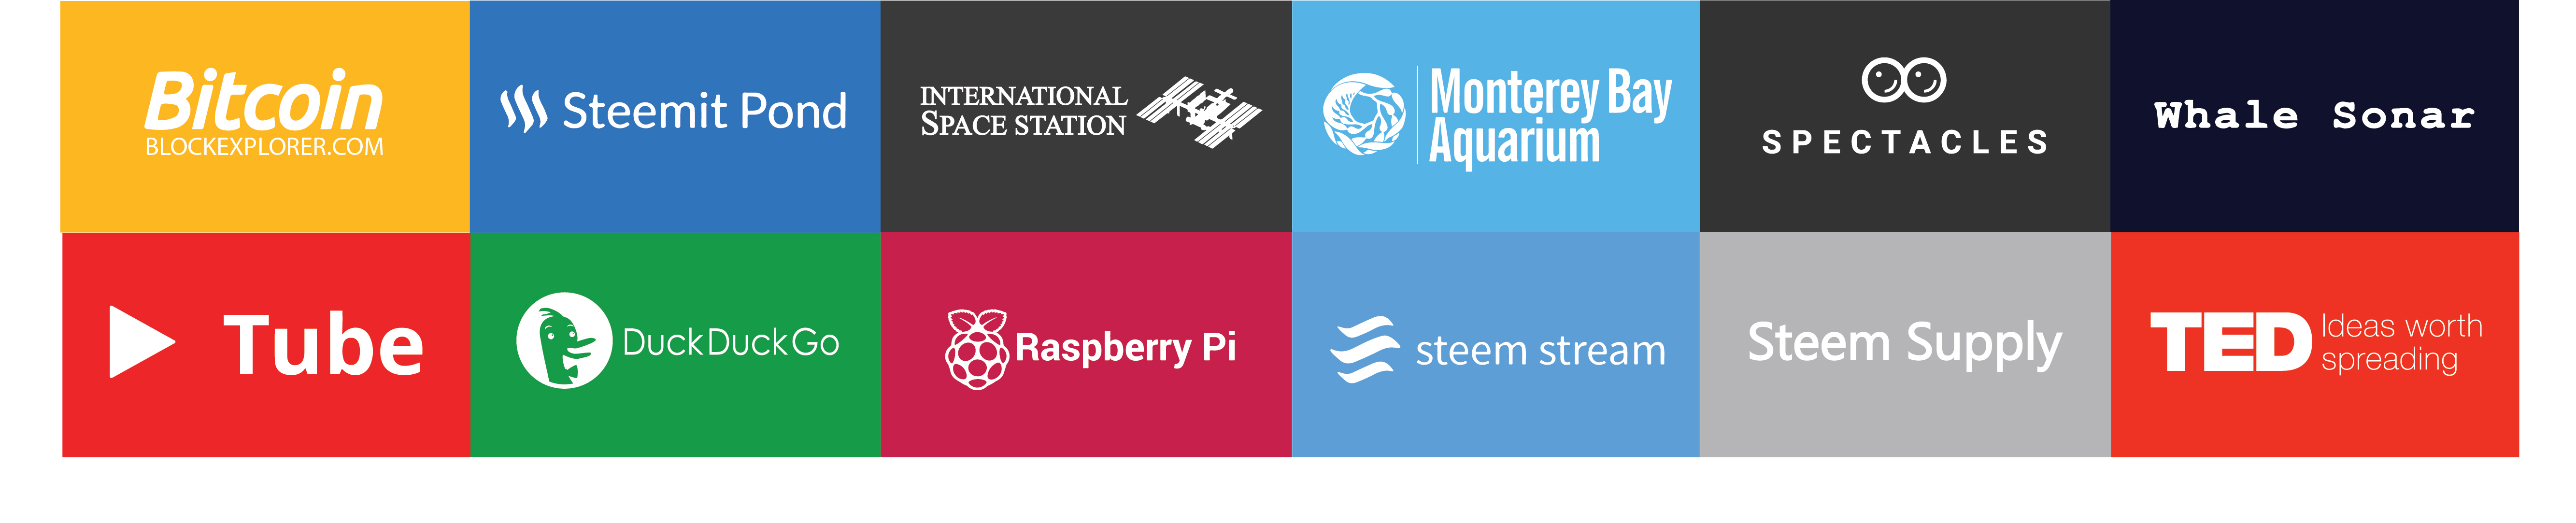 Bitcoin
BLOCKEXPLORER.COM
Steemit Pond
INTERNATIONAL
SPACE STATION
Monterey Bay
Aquarium
SPECTACLES
Whale Sonar
Tube
DuckDuckGo
Raspberry Pi
steem stream
Steem Supply
TED
Ideas worth
spreading